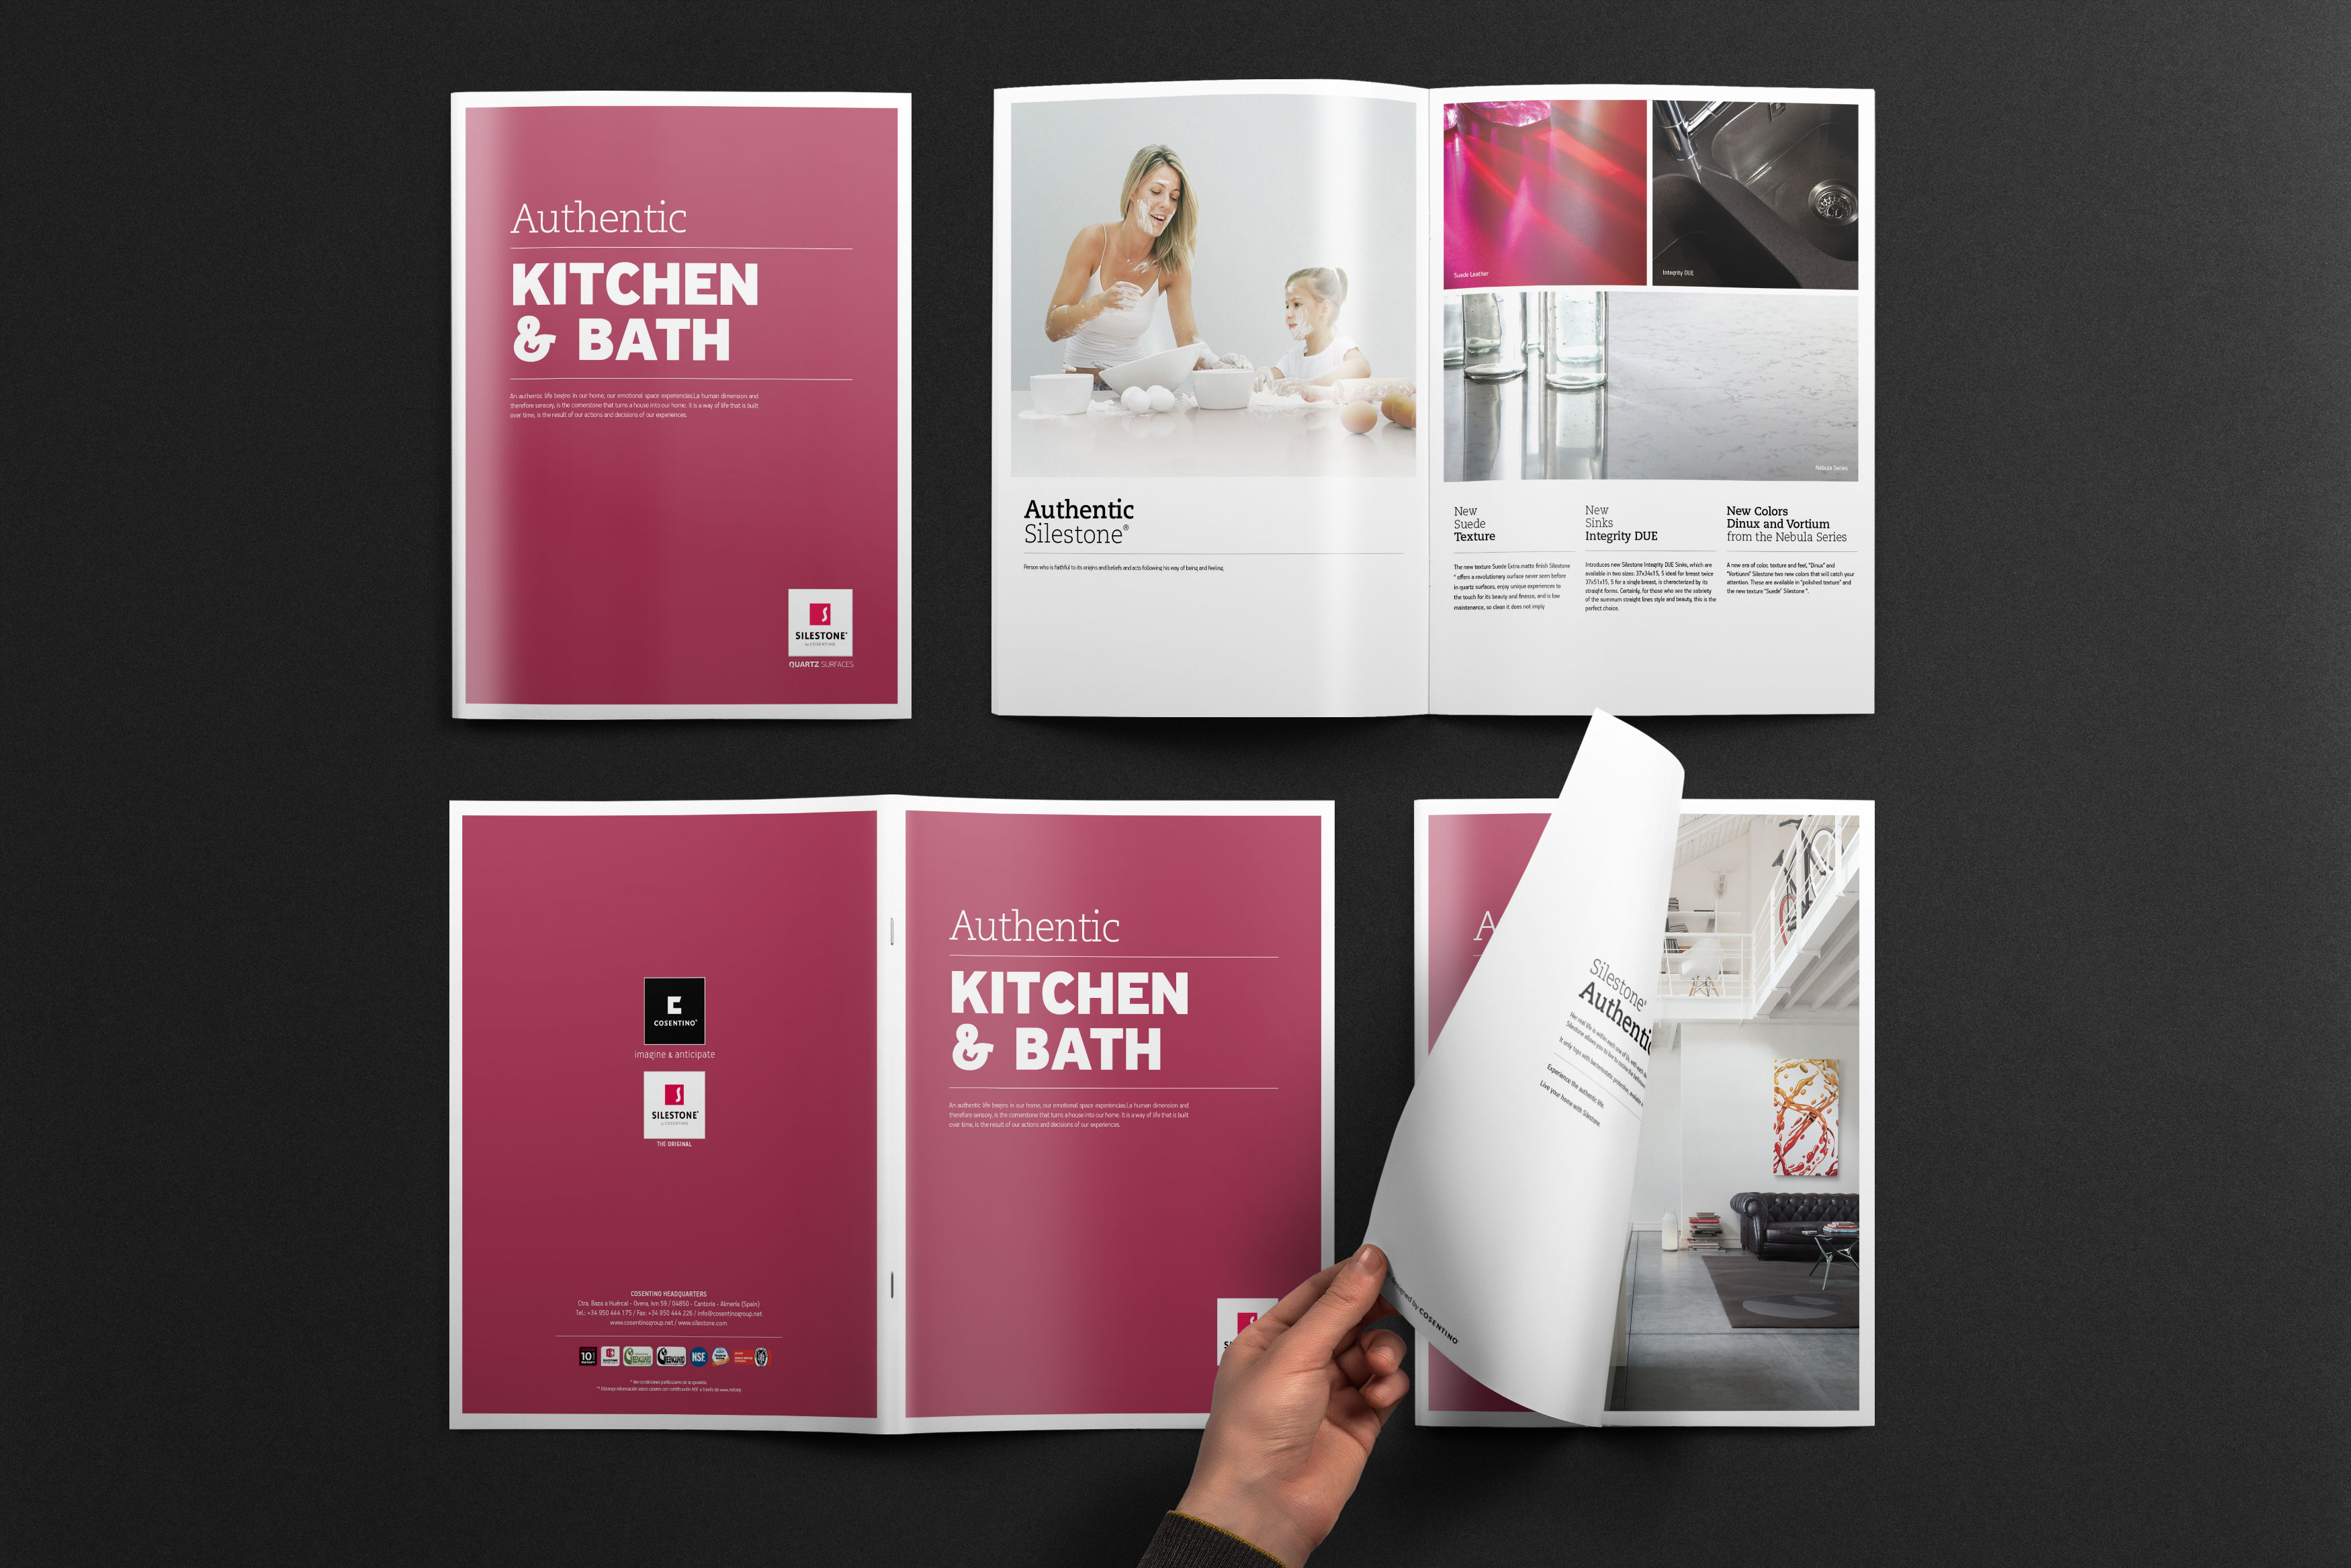 Authentic
KITCHEN
& BATH
An authentic life begins in our home, our emotional space experiencies.La human dimension and
therefore sensory, is the cornerstone that turns a house into our home. It is a way of life that is built
over time, is the result of our actions and decisions of our experiences.
SILESTONE®
by COSENTINO
QUARTZ SURFACES
Authentic
Silestone®
Person who is faithful to its origins and beliefs and acts following his way of being and feeling.
Suede Leather
Integrity DUE
Nebula Series
New
Suede
Texture
The new texture Suede Extra matte finish Silestone
® offers a revolutionary surface never seen before
in quartz surfaces, enjoy unique experiences to
the touch for its beauty and finesse, and is low
maintenance, so clean it does not imply
New
Sinks
Integrity DUE
Introduces new Silestone Integrity DUE Sinks, which are
available in two sizes: 37x34x15, 5 ideal for breast twice
37x51x15, 5 for a single breast, is characterized by its
straight forms. Certainly, for those who see the sobriety
of the summum straight lines style and beauty, this is the
perfect choice.
New Colors
Dinux and Vortium
from the Nebula Series
A new era of color, texture and feel, "Dinux" and
"Vortiunm" Silestone two new colors that will catch your
attention. These are available in "polished texture" and
the new texture "Suede" Silestone ®.
COSENTINO®
imagine & anticipate
SILESTONE®
by COSENTINO
THE ORIGINAL
COSENTINO HEADQUARTERS
Ctra. Baza a Huércal - Overa, km 59 / 04850 - Cantoria - Almería (Spain)
Tel.: +34 950 444 175 / Fax: +34 950 444 226 / info@cosentinogroup.net
www.cosentinogroup.net / www.silestone.com
10
GREENGUARD
GREENGUARD
NSF
Authentic
KITCHEN
& BATH
An authentic life begins in our home, our emotional space experiencies.La human dimension and
therefore sensory, is the cornerstone that turns a house into our home. It is a way of life that is built
over time, is the result of our actions and decisions of our experiences.
A
Silestone®
Authenti
Experience the authentic life.
Live your home with Silestone.
by COSENTINO